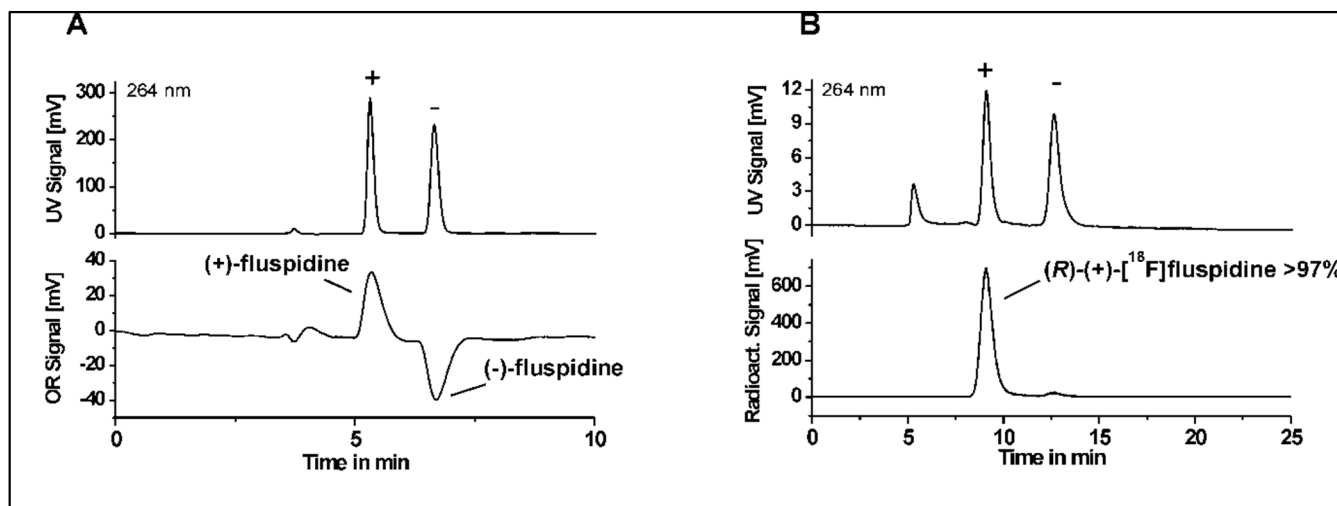 A
264 nm
UV Signal [mV]
300
200
100
0
+
-
OR Signal [mV]
40
20
0
-20
-40
(+)-fluspidine
(-)-fluspidine
0
5
10
Time in min
B
264 nm
UV Signal [mV]
12
9
6
3
0
+
-
Radioact. Signal [mV]
600
400
200
0
(R)-(+)-[¹⁸F]fluspidine >97%
0
5
10
15
20
25
Time in min